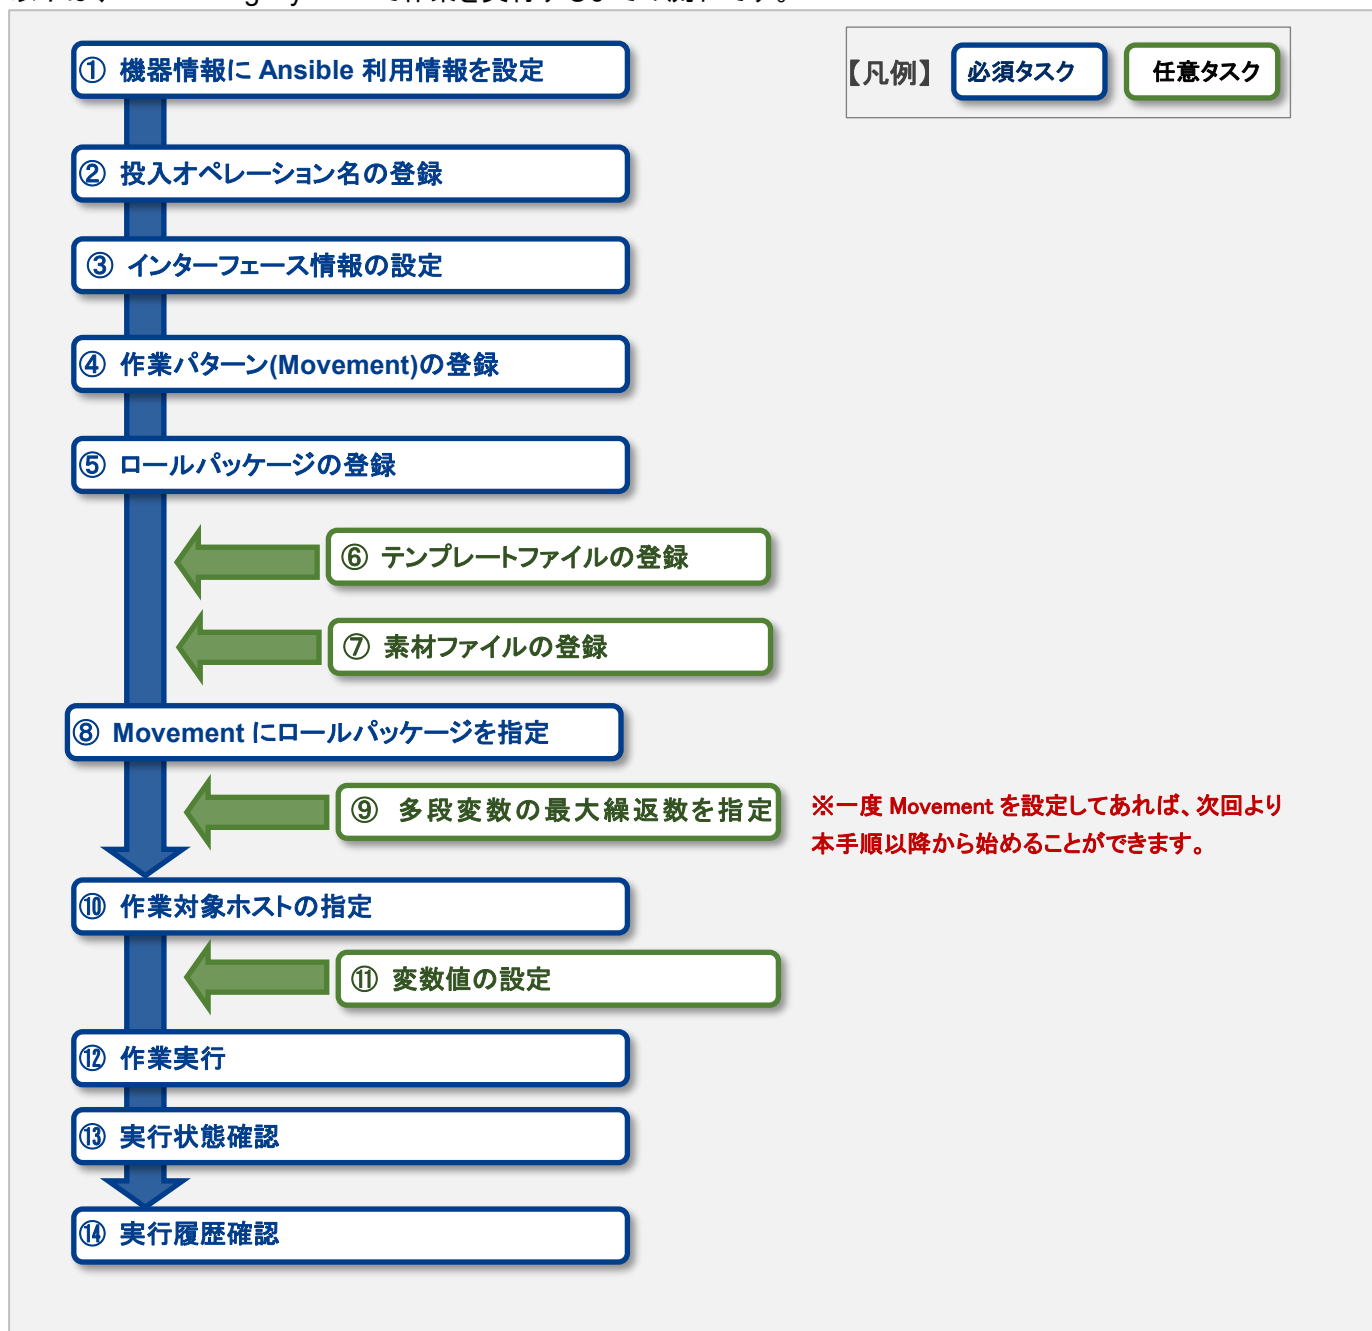 ① 機器情報に Ansible 利用情報を設定
【凡例】 必須タスク 任意タスク
② 投入オペレーション名の登録
③ インターフェース情報の設定
④ 作業パターン(Movement)の登録
⑤ ロールパッケージの登録
⑥ テンプレートファイルの登録
⑦ 素材ファイルの登録
⑧ Movement にロールパッケージを指定
⑨ 多段変数の最大繰返数を指定
※一度 Movement を設定してあれば、次回より
本手順以降から始めることができます。
⑩ 作業対象ホストの指定
⑪ 変数値の設定
⑫ 作業実行
⑬ 実行状態確認
⑭ 実行履歴確認